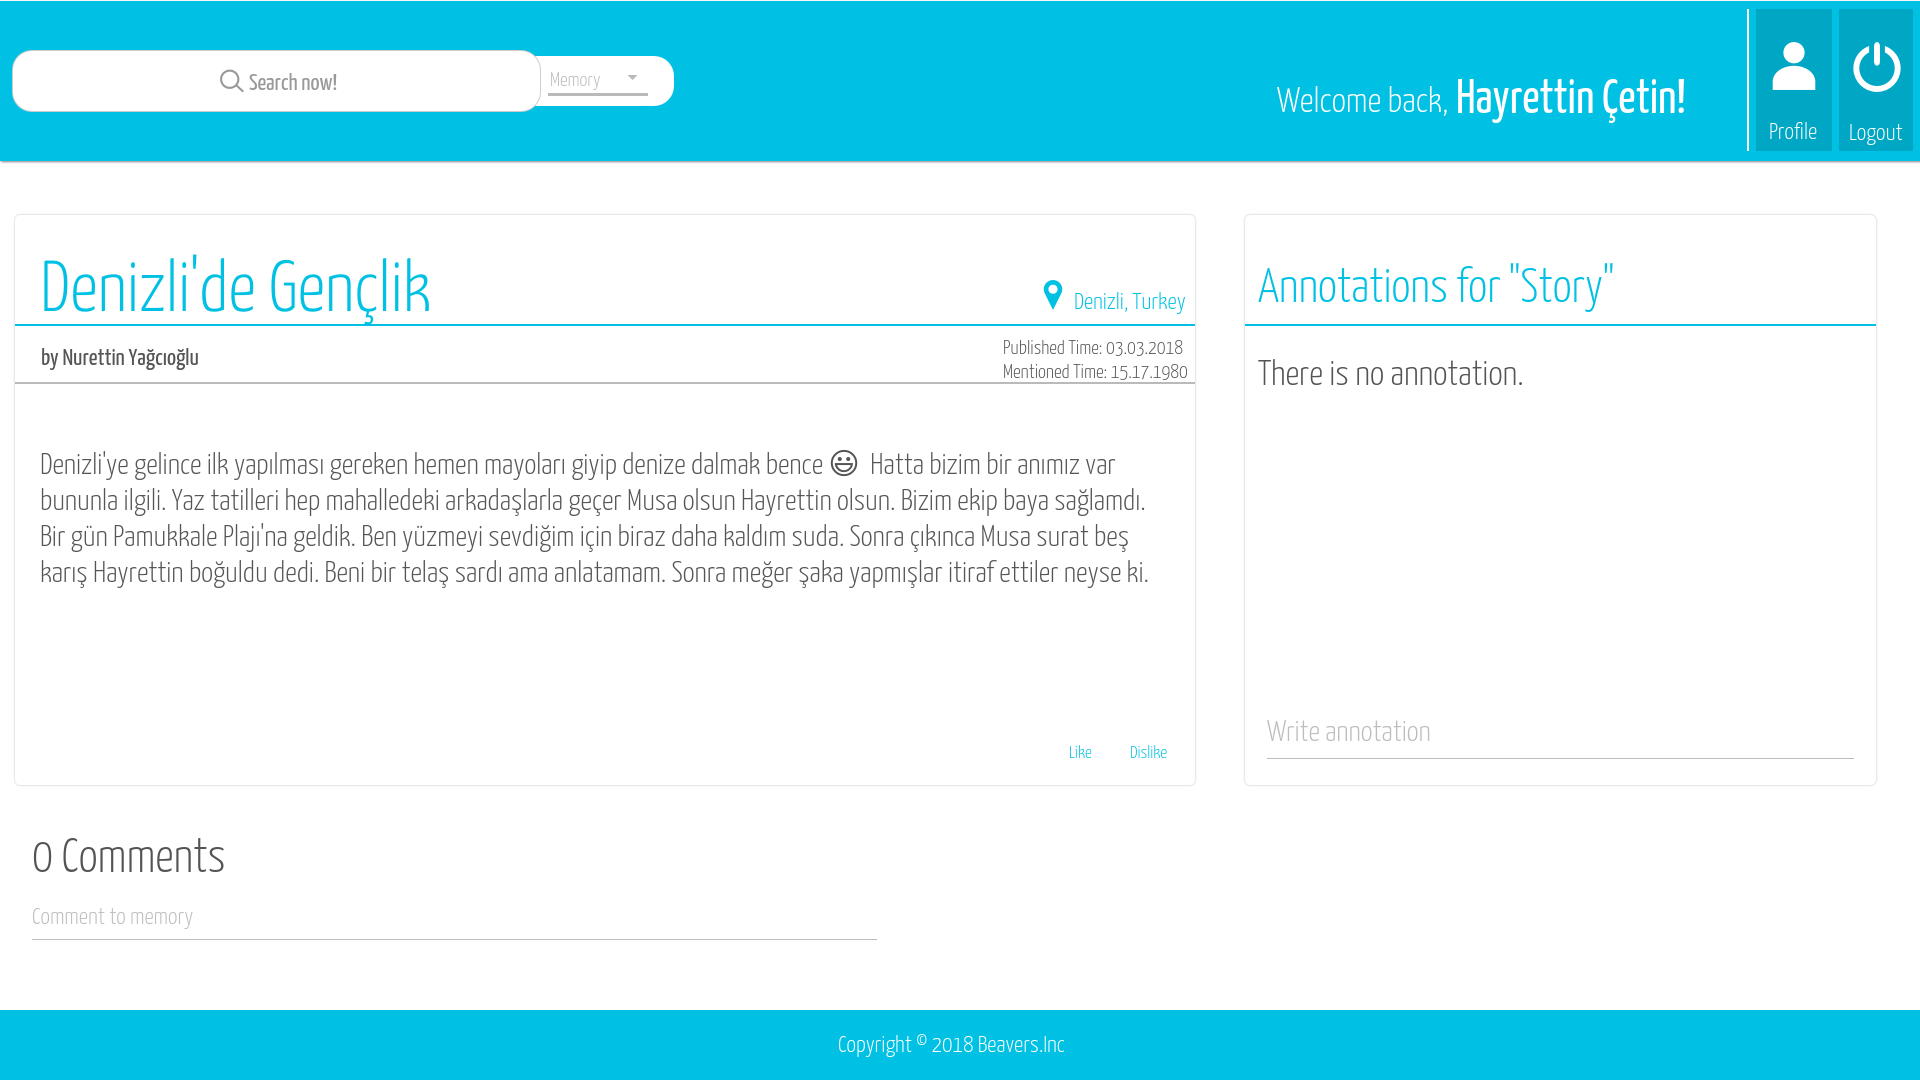 Search now!
Memory
Welcome back, Hayrettin Çetin!
Profile
Logout
Denizli'de Gençlik
Denizli, Turkey
by Nurettin Yağcıoğlu
Published Time: 03.03.2018
Mentioned Time: 15.17.1980
Denizli'ye gelince ilk yapılması gereken hemen mayoları giyip denize dalmak bence 😃 Hatta bizim bir anımız var
bununla ilgili. Yaz tatilleri hep mahalledeki arkadaşlarla geçer Musa olsun Hayrettin olsun. Bizim ekip baya sağlamdı.
Bir gün Pamukkale Plajı'na geldik. Ben yüzmeyi sevdiğim için biraz daha kaldım suda. Sonra çıkınca Musa surat beş
karış Hayrettin boğuldu dedi. Beni bir telaş sardı ama anlatamam. Sonra meğer şaka yapmışlar itiraf ettiler neyse ki.
Like
Dislike
Annotations for "Story"
There is no annotation.
Write annotation
0 Comments
Comment to memory
Copyright © 2018 Beavers.Inc